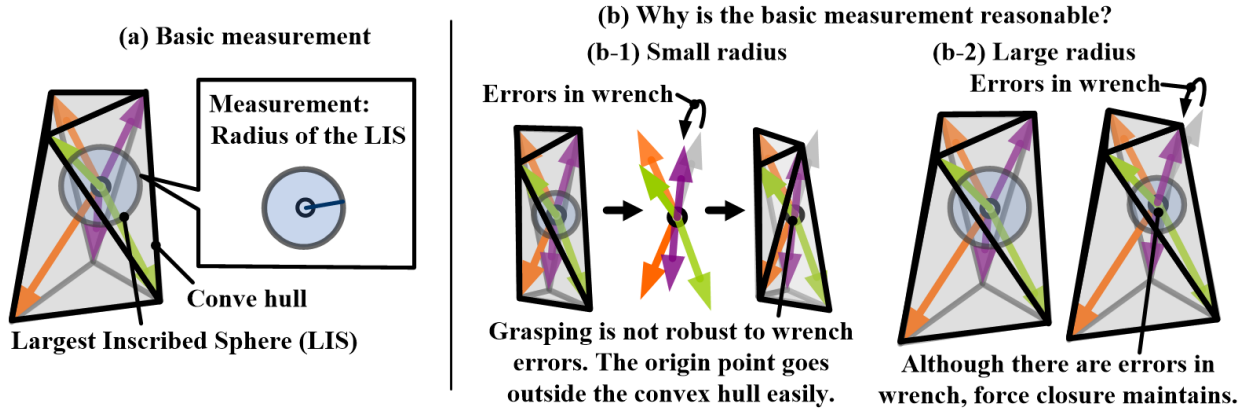 (a) Basic measurement
Measurement:
Radius of the LIS
Conve hull
Largest Inscribed Sphere (LIS)
(b) Why is the basic measurement reasonable?
(b-1) Small radius
Errors in wrench
Grasping is not robust to wrench
errors. The origin point goes
outside the convex hull easily.
(b-2) Large radius
Errors in wrench
Although there are errors in
wrench, force closure maintains.